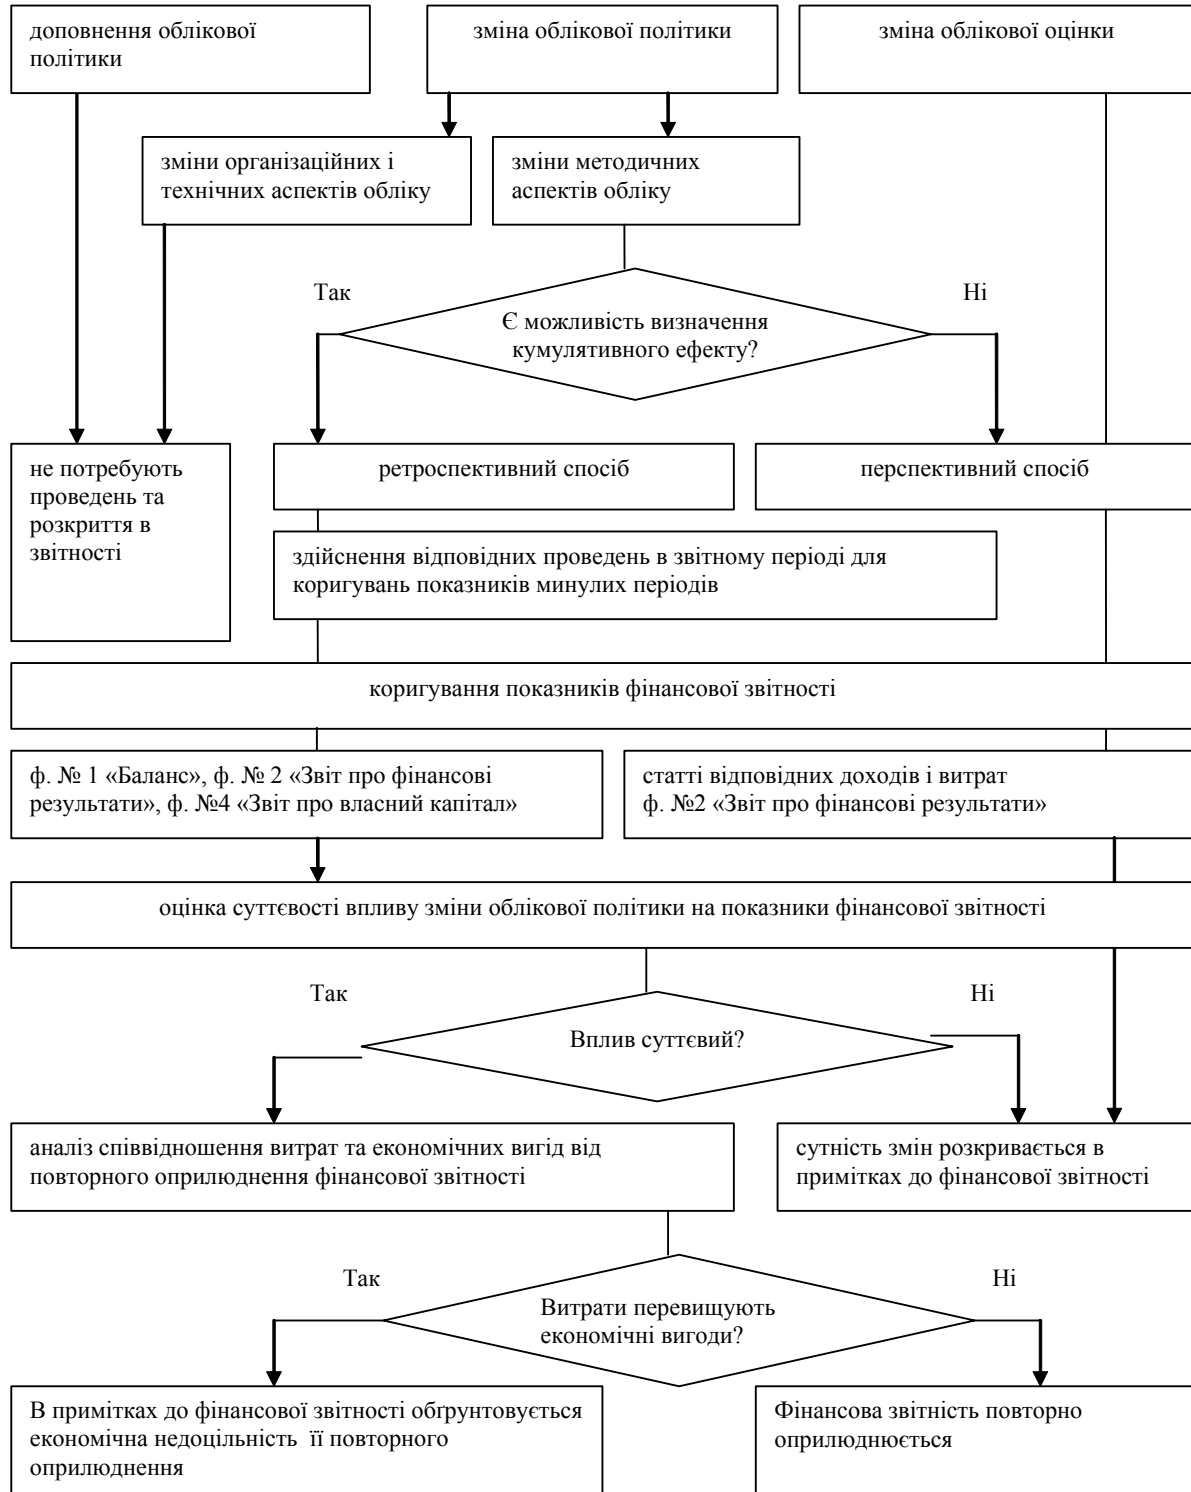 доповнення облікової
політики
зміна облікової політики
зміна облікової оцінки
зміни організаційних і
технічних аспектів обліку
зміни методичних
аспектів обліку
Так
Ні
Є можливість визначення
кумулятивного ефекту?
не потребують
проведень та
розкриття в
звітності
ретроспективний спосіб
перспективний спосіб
здійснення відповідних проведень в звітному періоді для
коригувань показників минулих періодів
коригування показників фінансової звітності
ф. № 1 «Баланс», ф. № 2 «Звіт про фінансові
результати», ф. №4 «Звіт про власний капітал»
статті відповідних доходів і витрат
ф. №2 «Звіт про фінансові результати»
оцінка суттєвості впливу зміни облікової політики на показники фінансової звітності
Так
Ні
Вплив суттєвий?
аналіз співвідношення витрат та економічних вигід від
повторного оприлюднення фінансової звітності
сутність змін розкривається в
примітках до фінансової звітності
Так
Ні
Витрати перевищують
економічні вигоди?
В примітках до фінансової звітності обґрунтовується
економічна недоцільність її повторного
оприлюднення
Фінансова звітність повторно
оприлюднюється